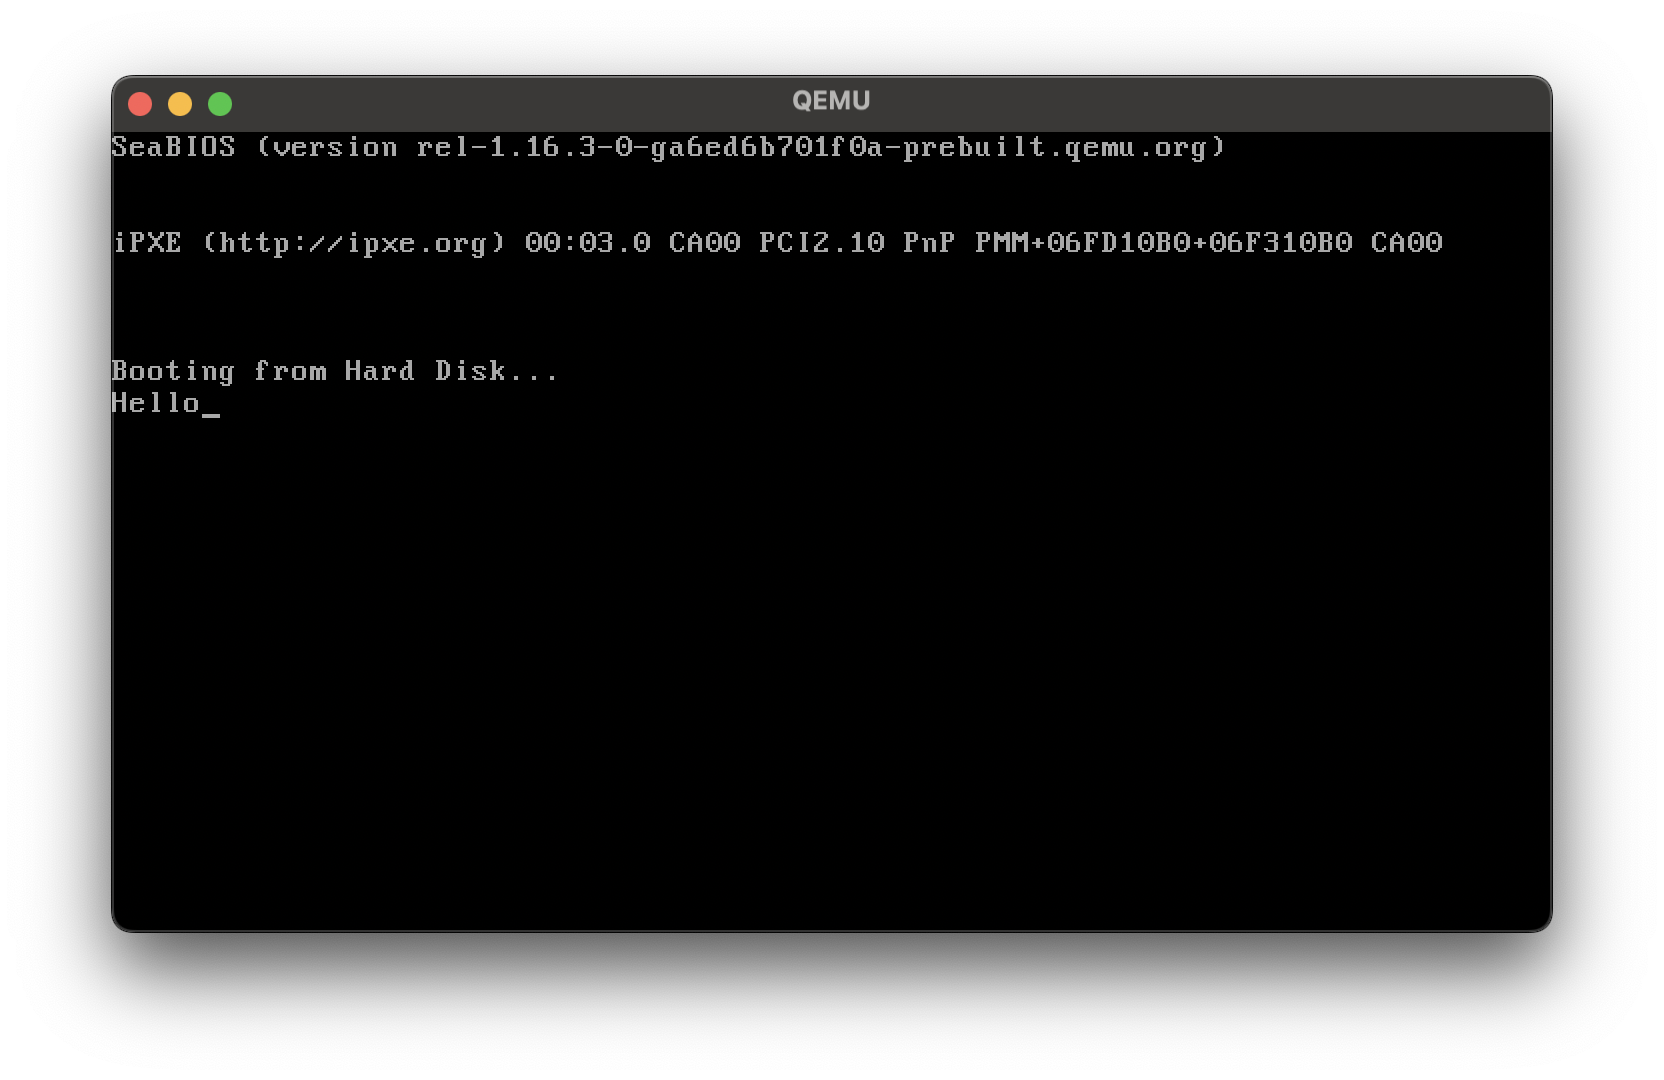 QEMU
SeaBIOS (version rel-1.16.3-0-ga6ed6b701f0a-prebuilt.qemu.org)
iPXE (http://ipxe.org) 00:03.0 CA00 PCI2.10 PnP PMM+06FD10B0+06F310B0 CA00
Booting from Hard Disk...
Hello_